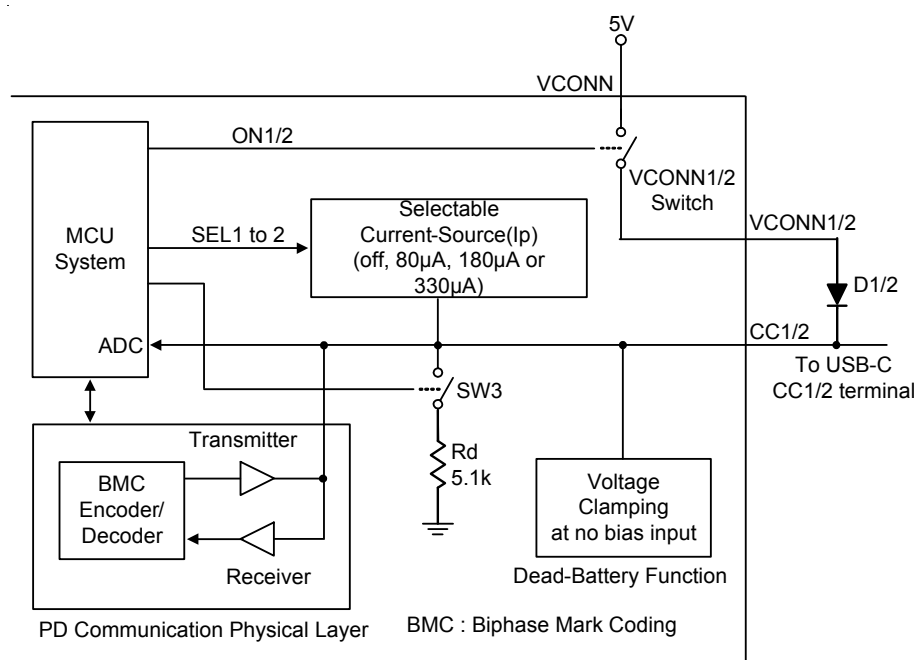 5V
VCONN
ON1/2
VCONN1/2
Switch
VCONN1/2
MCU
System
SEL1 to 2
Selectable
Current-Source(Ip)
(off, 80µA, 180µA or
330µA)
D1/2
ADC
CC1/2
To USB-C
CC1/2 terminal
SW3
Rd
5.1k
Transmitter
BMC
Encoder/
Decoder
Receiver
Voltage
Clamping
at no bias input
Dead-Battery Function
PD Communication Physical Layer
BMC : Biphase Mark Coding